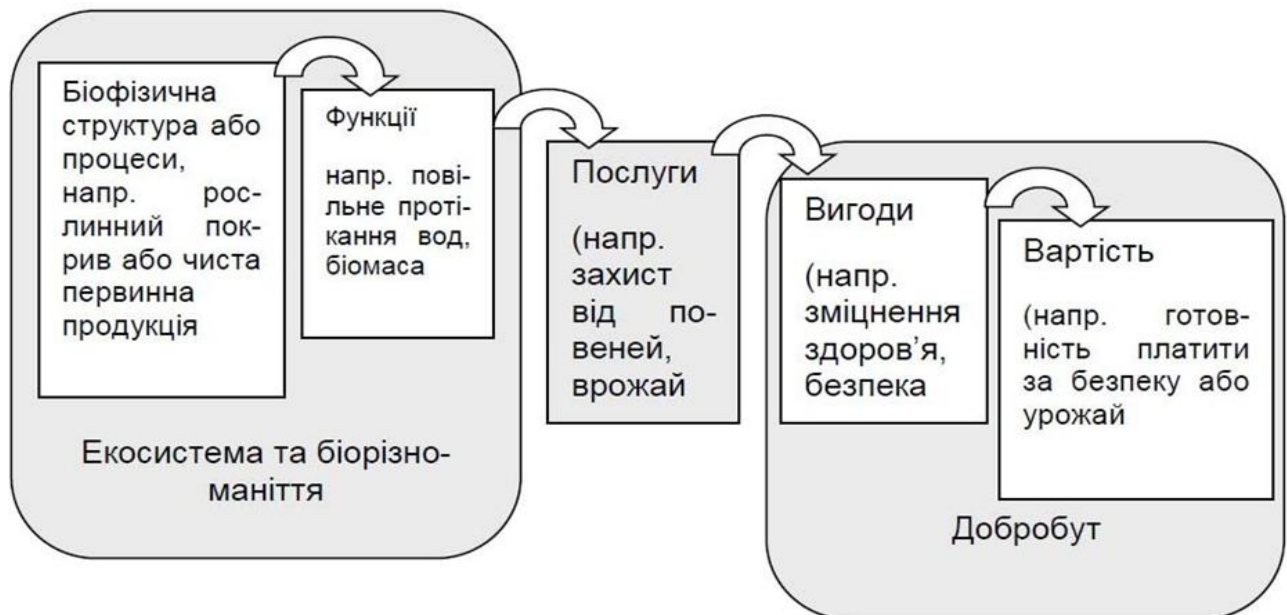 Біофізична
структура або
процеси,
напр. рос-
линний пок-
рив або чиста
первинна
продукція
Функції
напр. пові-
льне проті-
кання вод,
біомаса
Екосистема та біорізно-
маніття
Послуги
(напр.
захист
від по-
веней,
врожай
Вигоди
(напр.
зміцнення
здоров’я,
безпека
Вартість
(напр. готов-
ність платити
за безпеку або
урожай
Добробут